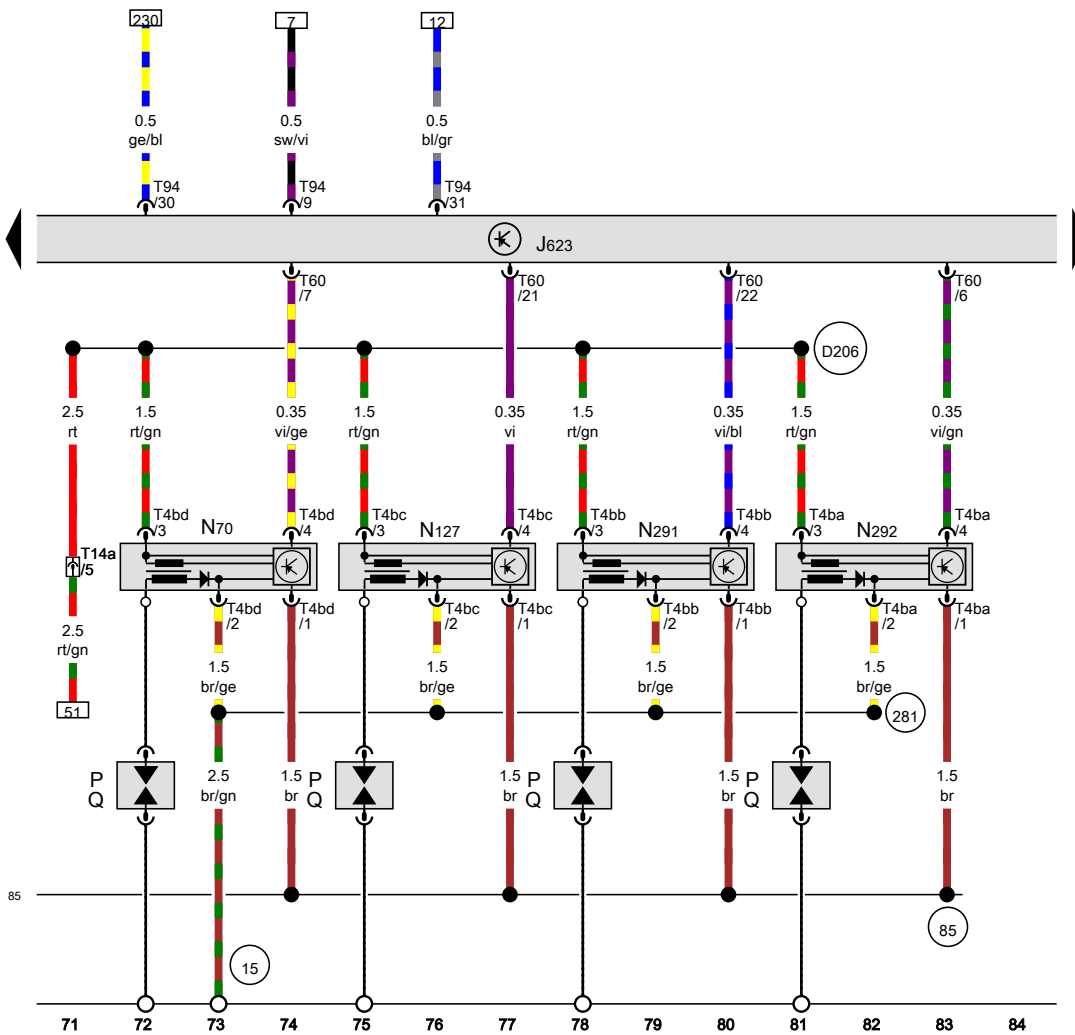 230 7 12
0.5 0.5 0.5
ge/bl sw/vi bl/gr
T94 T94 T94
/30 /9 /31
J623
T60 T60 T60 T60
/7 /21 /22 /6
D206
2.5 1.5 0.35 1.5 0.35 1.5 0.35 1.5 0.35
rt rt/gn vi/ge rt/gn vi rt/gn vi/bl rt/gn vi/gn
T4bd N70 T4bd T4bc N127 T4bc T4bb N291 T4bb T4ba N292 T4ba
/3 /4 /3 /4 /3 /4 /3 /4
T14a
/5
T4bd T4bd T4bc T4bc T4bb T4bb T4ba T4ba
/2 /1 /2 /1 /2 /1 /2 /1
2.5
rt/gn
1.5 1.5 1.5 1.5
br/ge br/ge br/ge br/ge
51 281
P 2.5 1.5 P 1.5 P 1.5 P 1.5
Q br/gn br Q br Q br Q br
85
85
15
71 72 73 74 75 76 77 78 79 80 81 82 83 84